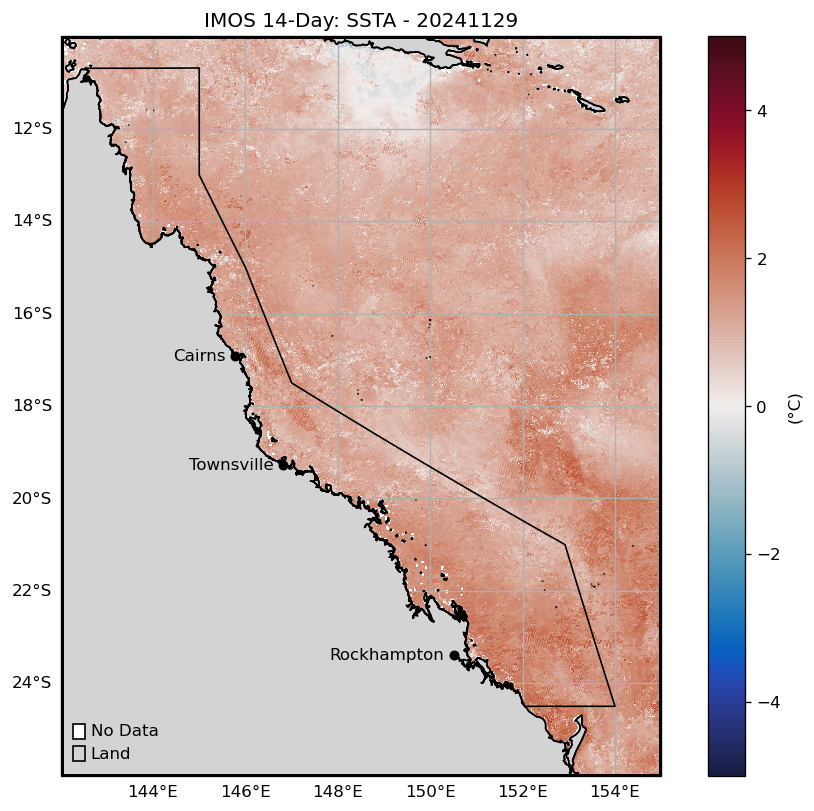 IMOS 14-Day: SSTA - 20241129
12°S
14°S
16°S
18°S
20°S
22°S
24°S
Cairns
Townsville
Rockhampton
No Data
Land
144°E 146°E 148°E 150°E 152°E 154°E
4
2
0
−2
−4
(°C)